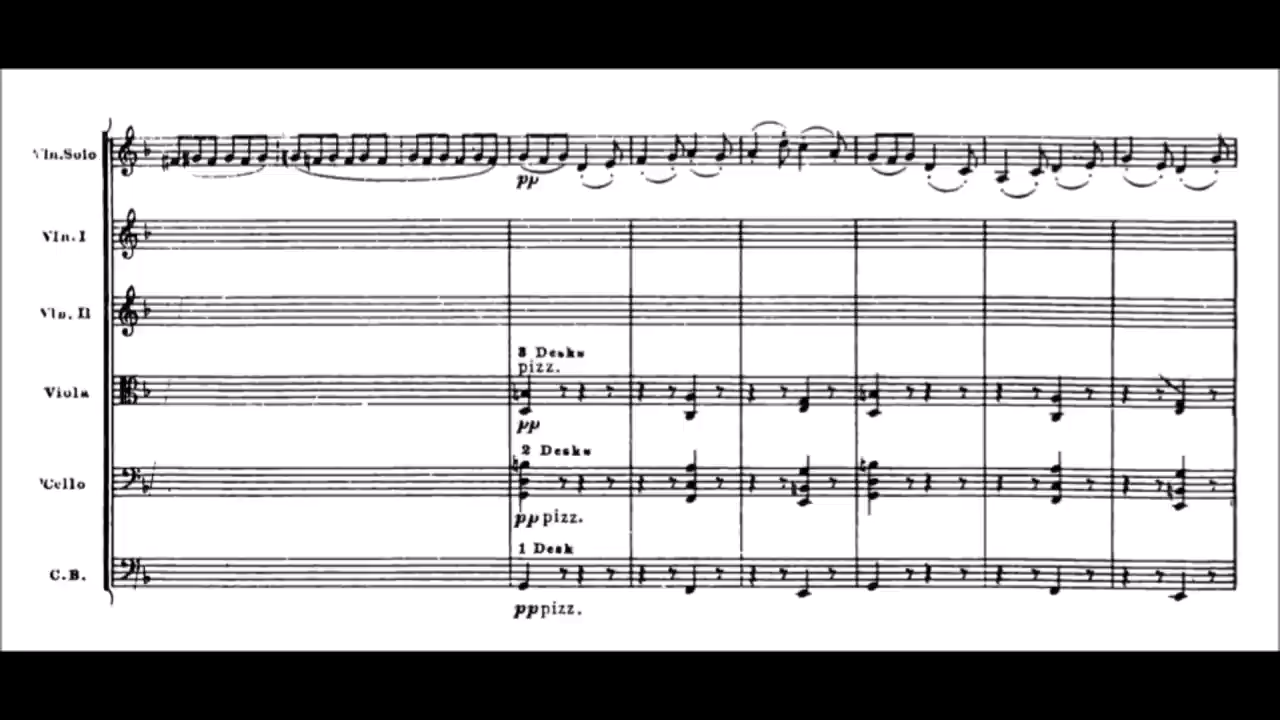 Vln.Solo
pp
Vln. I
Vln. II
3 Desks
pizz.
Viola
pp
2 Desks
'Cello
pp pizz.
1 Desk
C.B.
pp pizz.